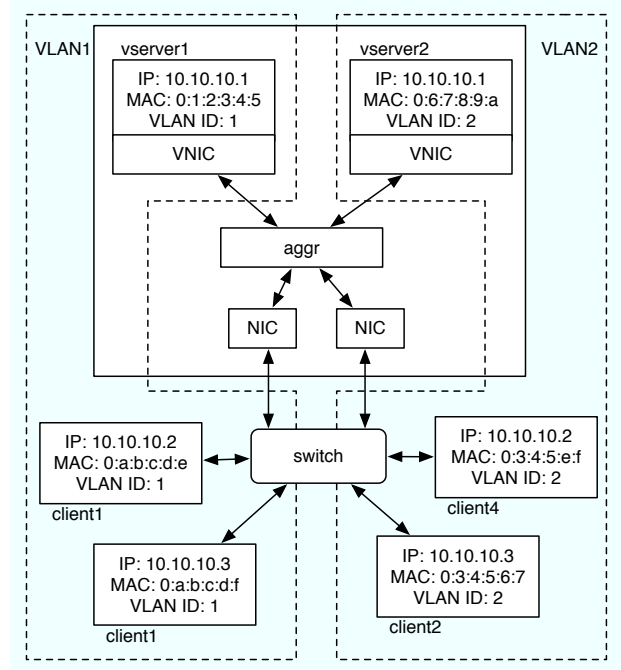 VLAN1
vserver1
vserver2
VLAN2
IP: 10.10.10.1
MAC: 0:1:2:3:4:5
VLAN ID: 1
VNIC
IP: 10.10.10.1
MAC: 0:6:7:8:9:a
VLAN ID: 2
VNIC
aggr
NIC
NIC
switch
IP: 10.10.10.2
MAC: 0:a:b:c:d:e
VLAN ID: 1
client1
IP: 10.10.10.2
MAC: 0:3:4:5:e:f
VLAN ID: 2
client4
IP: 10.10.10.3
MAC: 0:a:b:c:d:f
VLAN ID: 1
client1
IP: 10.10.10.3
MAC: 0:3:4:5:6:7
VLAN ID: 2
client2